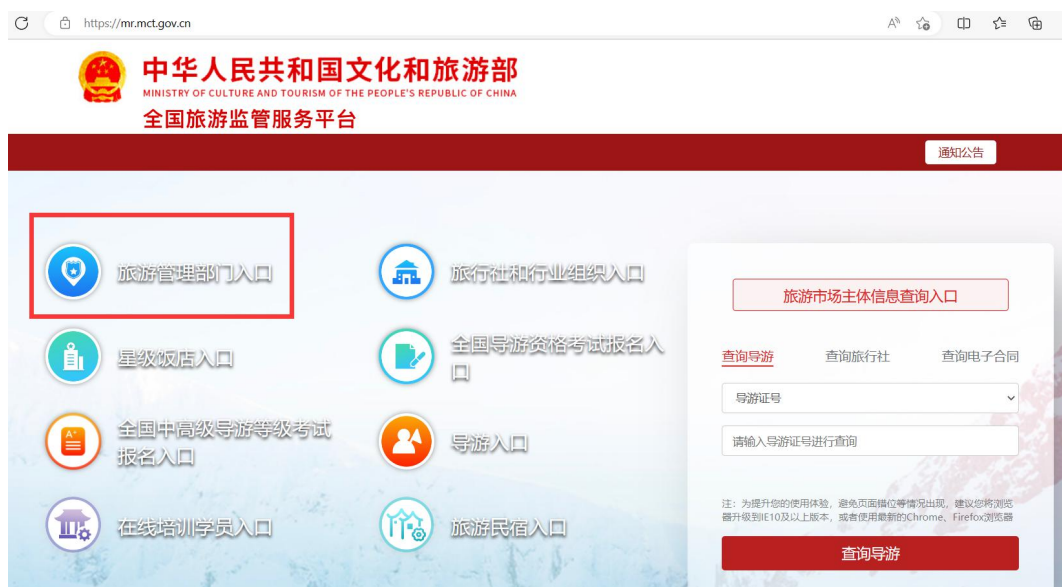 https://mr.mct.gov.cn
中华人民共和国文化和旅游部
MINISTRY OF CULTURE AND TOURISM OF THE PEOPLE'S REPUBLIC OF CHINA
全国旅游监管服务平台
通知公告
旅游管理部门入口
旅行社和行业组织入口
星级饭店入口
全国导游资格考试报名入
口
全国中高级导游等级考试
报名入口
导游入口
在线培训学员入口
旅游民宿入口
旅游市场主体信息查询入口
查询导游 查询旅行社 查询电子合同
导游证号
请输入导游证号进行查询
注：为提升您的使用体验，避免页面错位等情况出现，建议您将浏览
器升级到IE10及以上版本，或者使用最新的Chrome、Firefox浏览器
查询导游